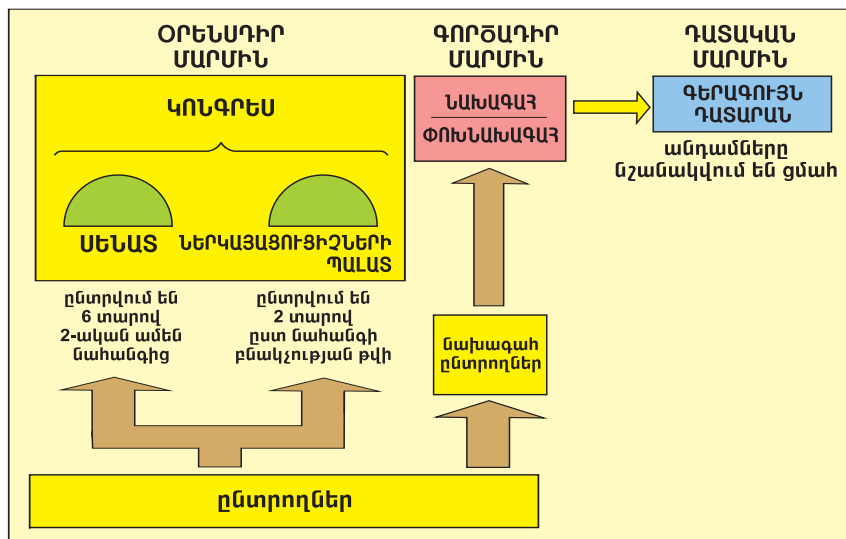 ՕՐԵՆՍԴԻՐ
ՄԱՐՄԻՆ
ԿՈՆԳՐԵՍ
ՍԵՆԱՏ
ՆԵՐԿԱՅԱՑՈՒՑԻՉՆԵՐԻ
ՊԱԼԱՏ
ընտրվում են
6 տարով
2-ական ամեն
նահանգից
ընտրվում են
2 տարով
ըստ նահանգի
բնակչության թվի
ԳՈՐԾԱԴԻՐ
ՄԱՐՄԻՆ
ՆԱԽԱԳԱՀ
ՓՈԽՆԱԽԱԳԱՀ
նախագահ
ընտրողներ
ԴԱՏԱԿԱՆ
ՄԱՐՄԻՆ
ԳԵՐԱԳՈՒՅՆ
ԴԱՏԱՐԱՆ
անդամները
նշանակվում են ցմահ
ընտրողներ